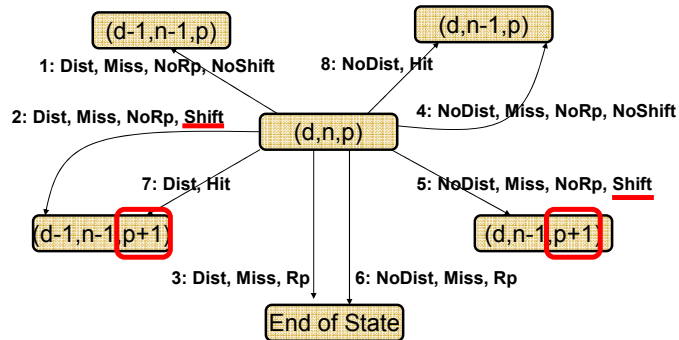 (d-1,n-1,p)
(d,n-1,p)
1: Dist, Miss, NoRp, NoShift
8: NoDist, Hit
2: Dist, Miss, NoRp, Shift
4: NoDist, Miss, NoRp, NoShift
(d,n,p)
7: Dist, Hit
5: NoDist, Miss, NoRp, Shift
(d-1,n-1,p+1)
(d,n-1,p+1)
3: Dist, Miss, Rp
6: NoDist, Miss, Rp
End of State